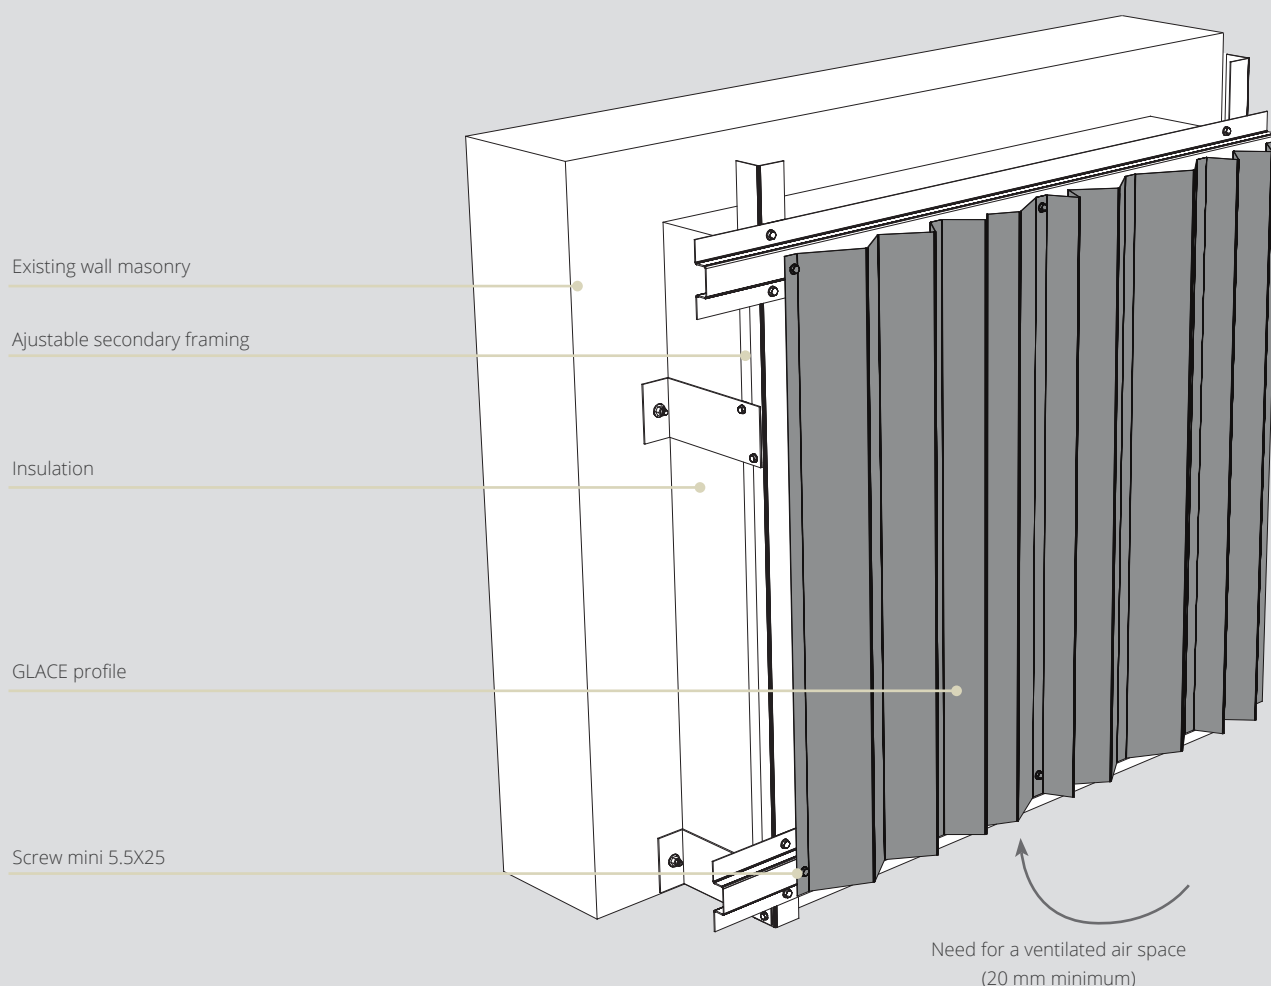 Existing wall masonry
Ajustable secondary framing
Insulation
GLACE profile
Screw mini 5.5X25
Need for a ventilated air space
(20 mm minimum)